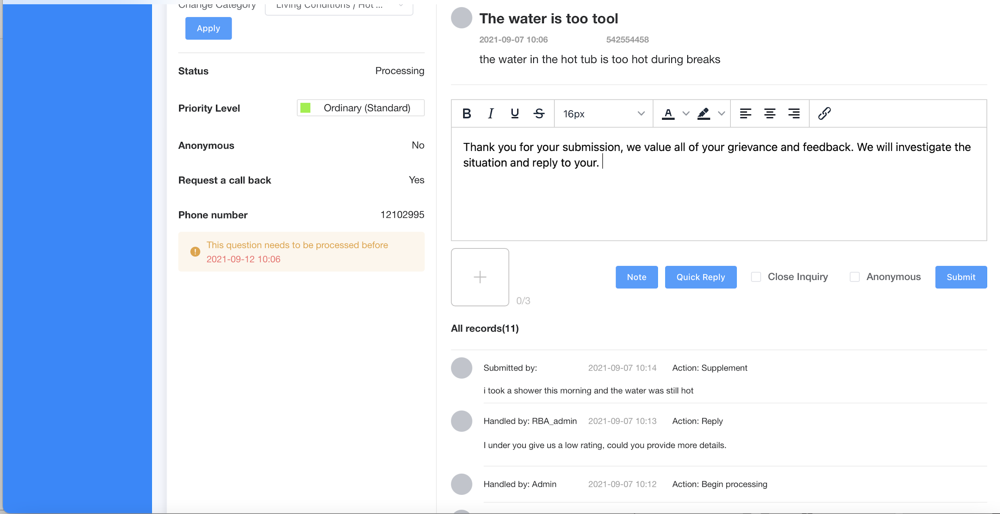 Change Category
Living Conditions / Hot ...
Apply
Status
Processing
Priority Level
Ordinary (Standard)
Anonymous
No
Request a call back
Yes
Phone number
12102995
This question needs to be processed before
2021-09-12 10:06
The water is too tool
2021-09-07 10:06
542554458
the water in the hot tub is too hot during breaks
B I U S
16px
A
Thank you for your submission, we value all of your grievance and feedback. We will investigate the
situation and reply to your.
0/3
Note
Quick Reply
Close Inquiry
Anonymous
Submit
All records(11)
Submitted by:
2021-09-07 10:14
Action: Supplement
i took a shower this morning and the water was still hot
Handled by: RBA_admin
2021-09-07 10:13
Action: Reply
I under you give us a low rating, could you provide more details.
Handled by: Admin
2021-09-07 10:12
Action: Begin processing